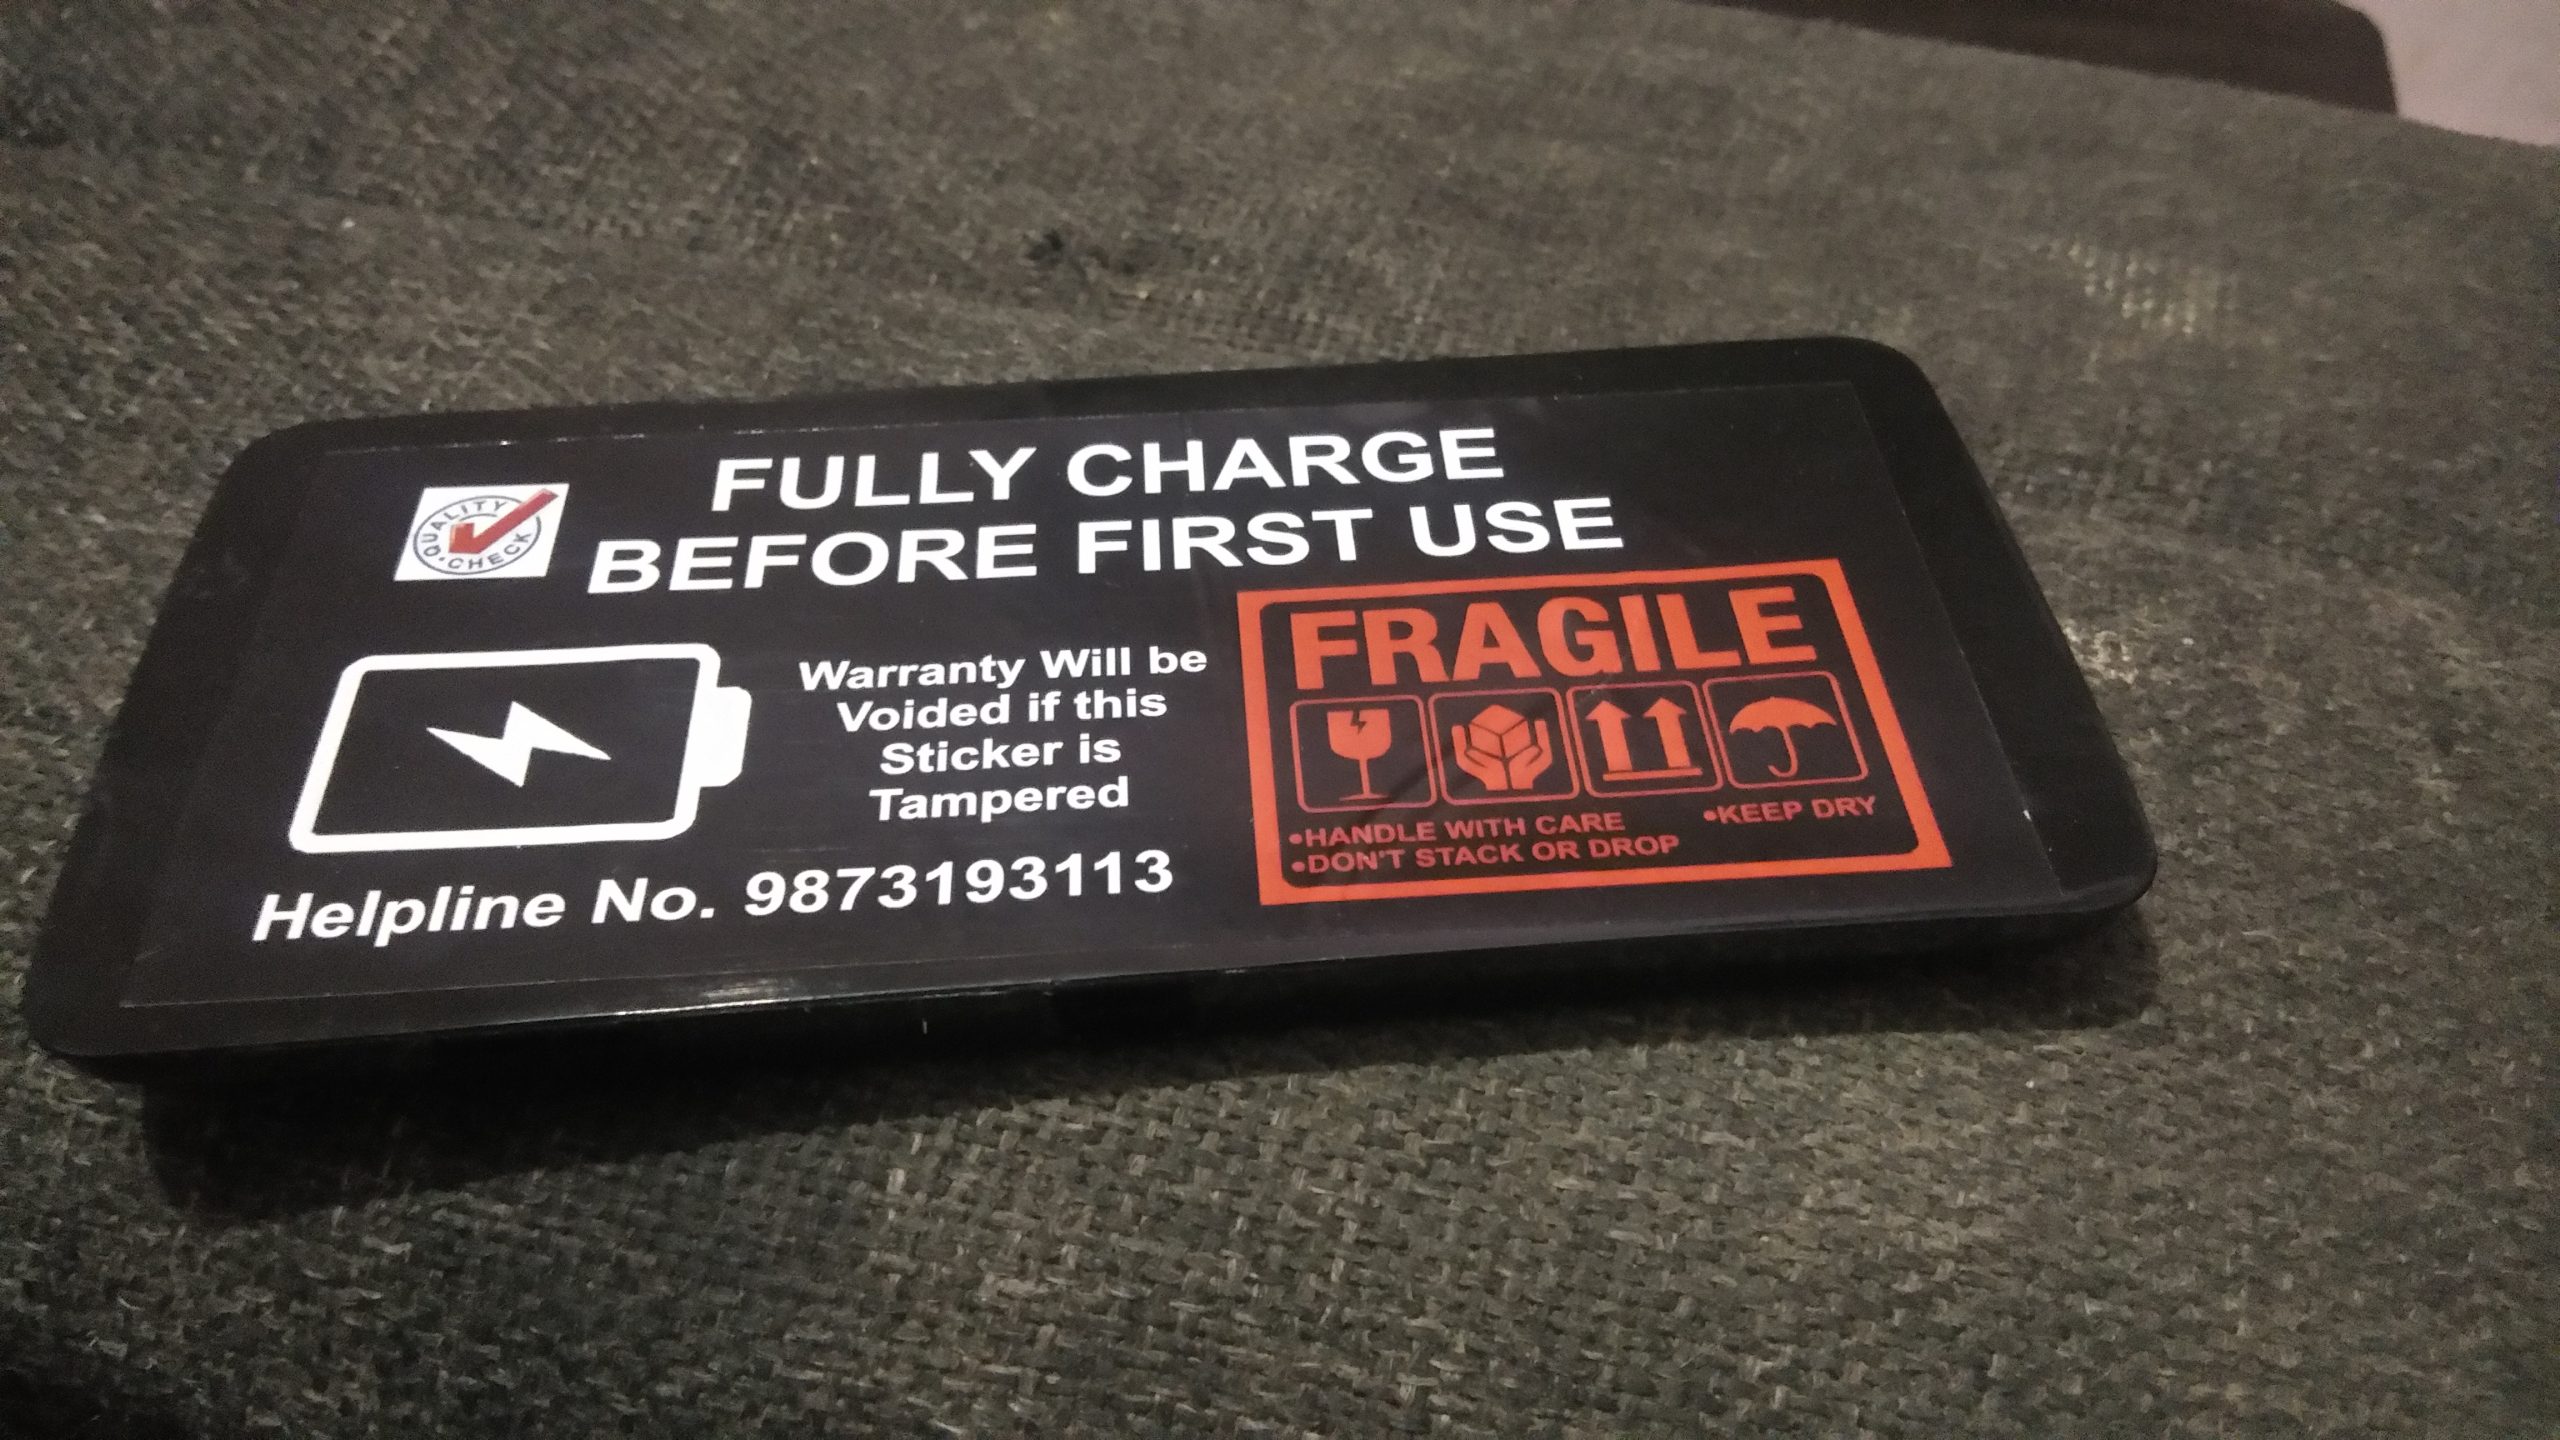 QUALITY
CHECK
FULLY CHARGE
BEFORE FIRST USE
Warranty Will be
Voided if this
Sticker is
Tampered
Helpline No. 9873193113
FRAGILE
•HANDLE WITH CARE
•DON'T STACK OR DROP
•KEEP DRY